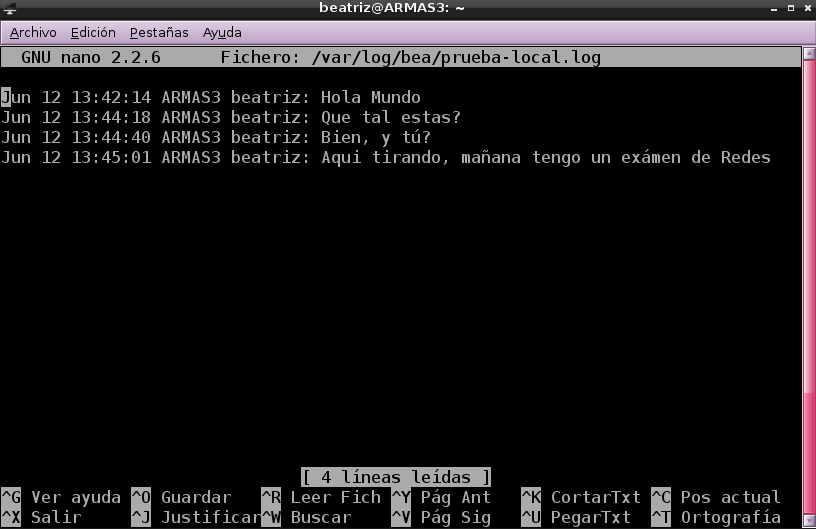 beatriz@ARMAS3: ~
Archivo Edición Pestañas Ayuda
GNU nano 2.2.6 Fichero: /var/log/bea/prueba-local.log
Jun 12 13:42:14 ARMAS3 beatriz: Hola Mundo
Jun 12 13:44:18 ARMAS3 beatriz: Que tal estas?
Jun 12 13:44:40 ARMAS3 beatriz: Bien, y tú?
Jun 12 13:45:01 ARMAS3 beatriz: Aqui tirando, mañana tengo un exámen de Redes
[ 4 líneas leídas ]
^G Ver ayuda ^O Guardar ^R Leer Fich ^Y Pág Ant ^K CortarTxt ^C Pos actual
^X Salir ^J Justificar^W Buscar ^V Pág Sig ^U PegarTxt ^T Ortografía